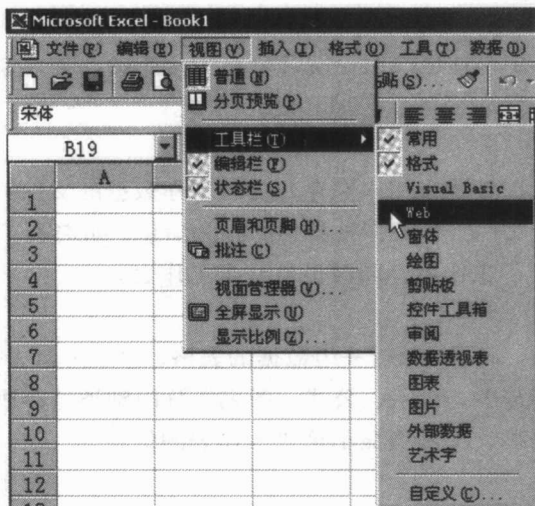 Microsoft Excel - Book1
文件(F) 编辑(E) 视图(V) 插入(I) 格式(O) 工具(T) 数据(D)
普通(N)
贴(S)...
分页预览(P)
宋体
工具栏(T)
常用
B19
编辑栏(F)
格式
A
状态栏(S)
Visual Basic
1
Web
2
页眉和页脚(H)...
窗体
3
批注(C)
绘图
4
剪贴板
5
视面管理器(V)...
控件工具箱
6
全屏显示(U)
审阅
显示比例(Z)...
7
数据透视表
8
图表
9
图片
10
外部数据
11
艺术字
12
自定义(C)...